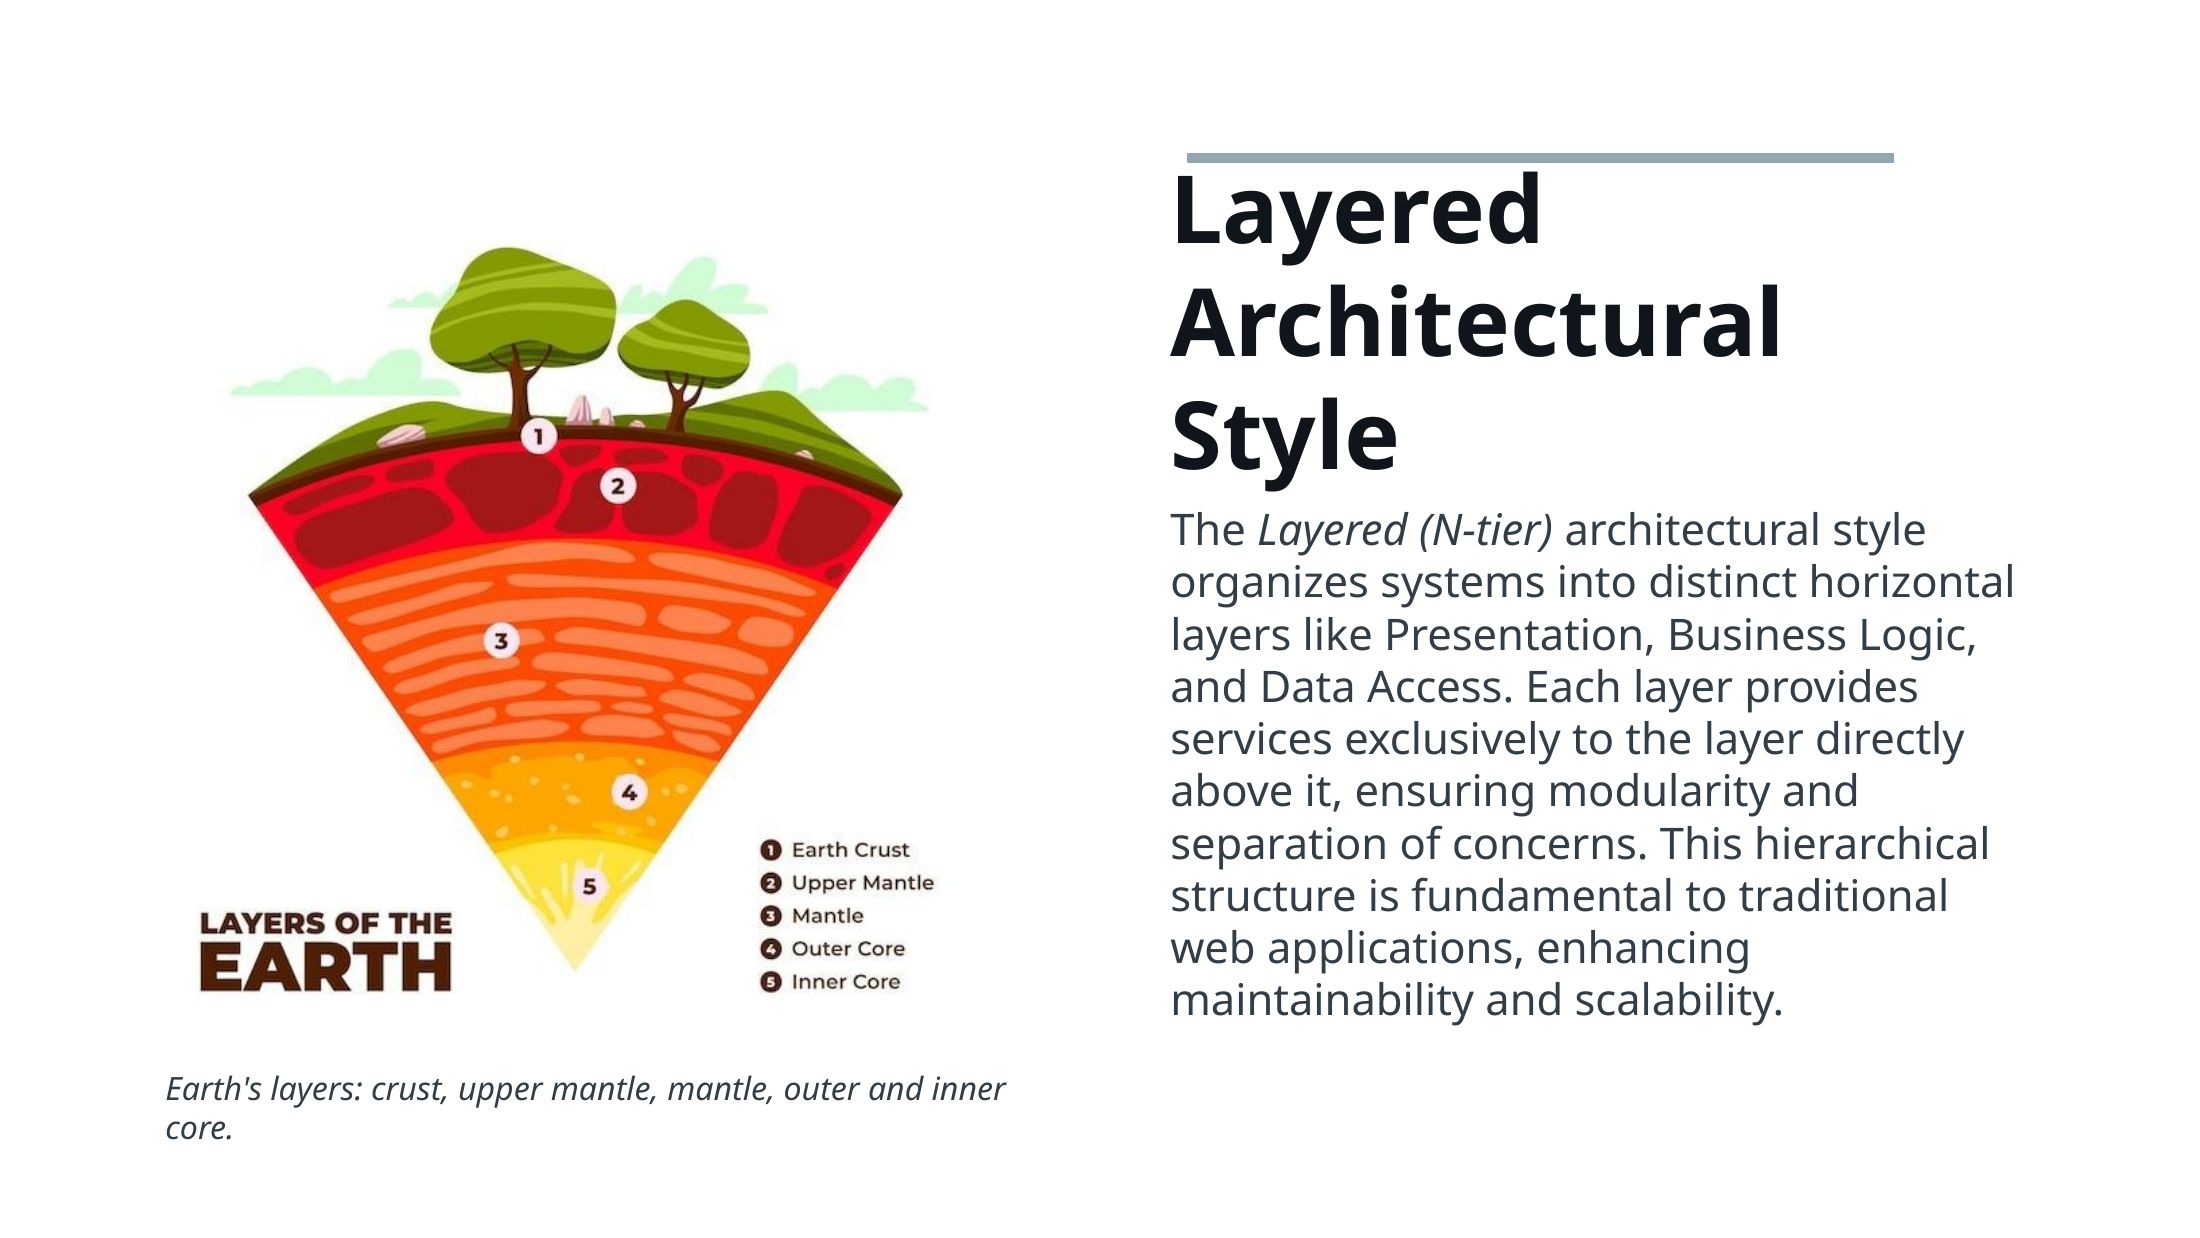 Layered
Architectural
Style
The Layered (N-tier) architectural style
organizes systems into distinct horizontal
layers like Presentation, Business Logic,
and Data Access. Each layer provides
services exclusively to the layer directly
above it, ensuring modularity and
separation of concerns. This hierarchical
structure is fundamental to traditional
web applications, enhancing
maintainability and scalability.
1
2
3
4
5
1 Earth Crust
2 Upper Mantle
3 Mantle
4 Outer Core
5 Inner Core
LAYERS OF THE
EARTH
Earth's layers: crust, upper mantle, mantle, outer and inner
core.